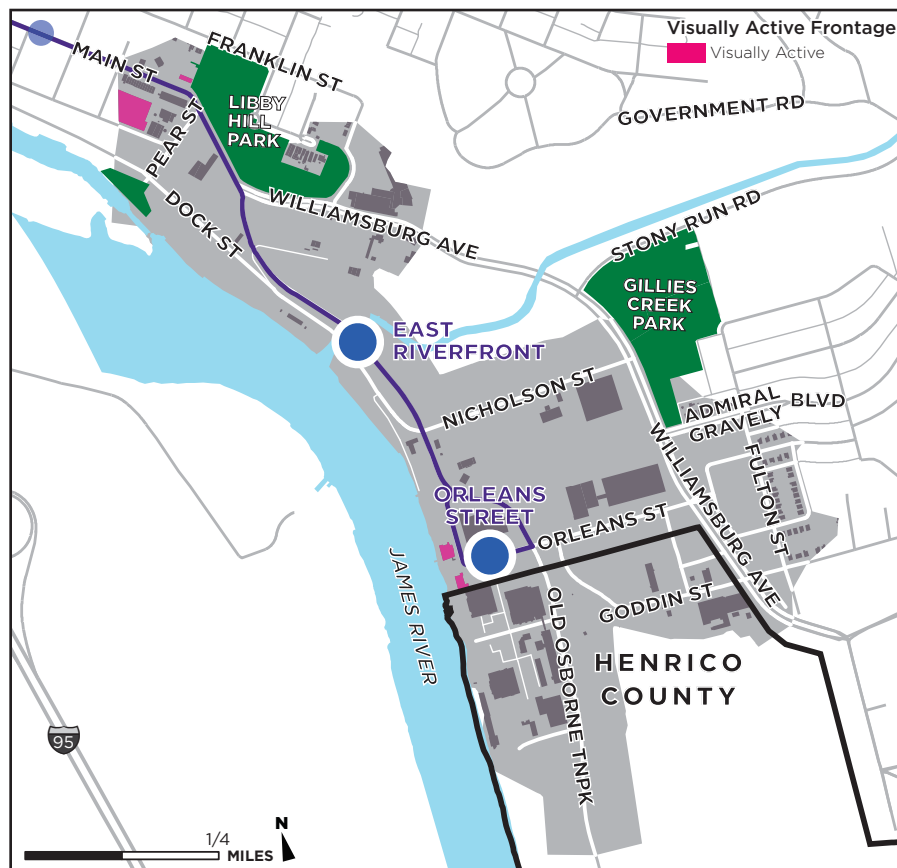 Visually Active Frontage
Visually Active
MAIN ST
FRANKLIN ST
LIBBY
HILL
PARK
PEAR ST
GOVERNMENT RD
DOCK ST
WILLIAMSBURG AVE
STONY RUN RD
GILLIES
CREEK
PARK
EAST
RIVERFRONT
NICHOLSON ST
ADMIRAL
GRAVELY
BLVD
WILLIAMSBURG AVE
FULTON ST
ORLEANS
STREET
ORLEANS ST
JAMES RIVER
OLD OSBORNE TNPK
GODDIN ST
HENRICO
COUNTY
95
1/4
MILES
N